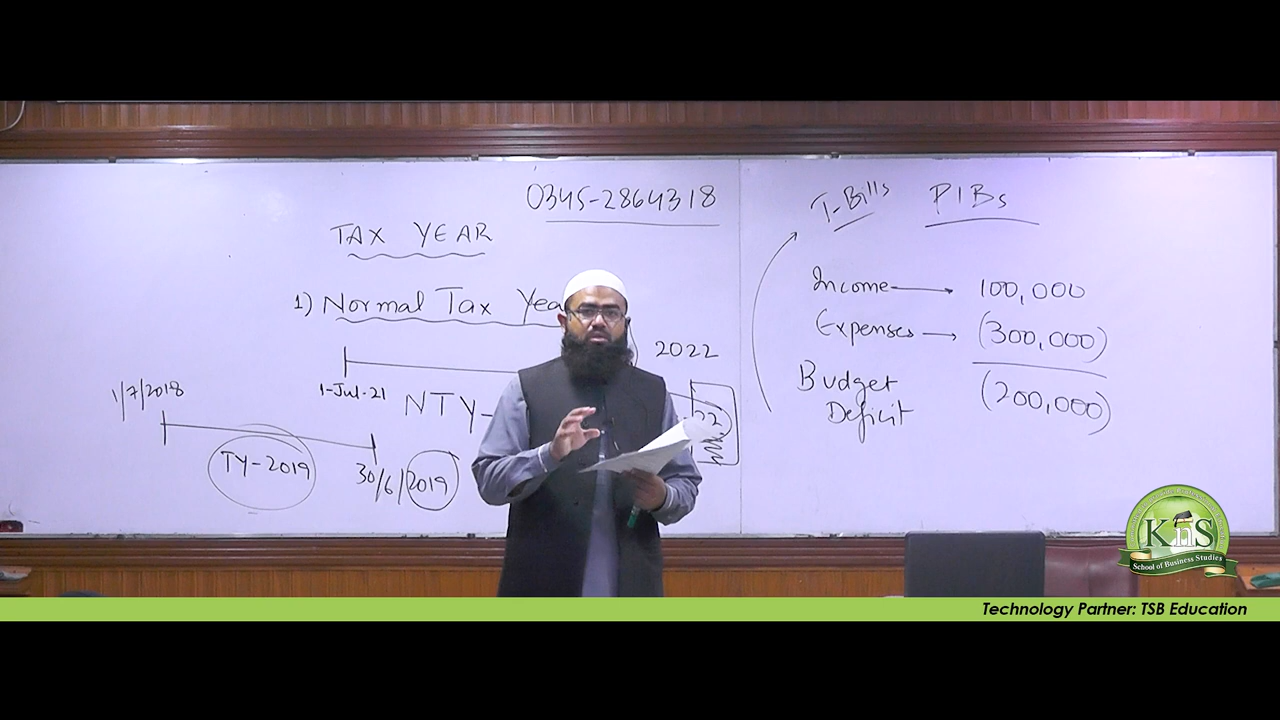 0345-2864318
TAX YEAR
1) Normal Tax Yea
2022
1-Jul-21
NTY-
22
1/7/2018
TY-2019
30/6/2019
T-Bills PIBs
Income → 100,000
Expenses → (300,000)
Budget
Deficit (200,000)
KnS
School of Business Studies
Technology Partner: TSB Education